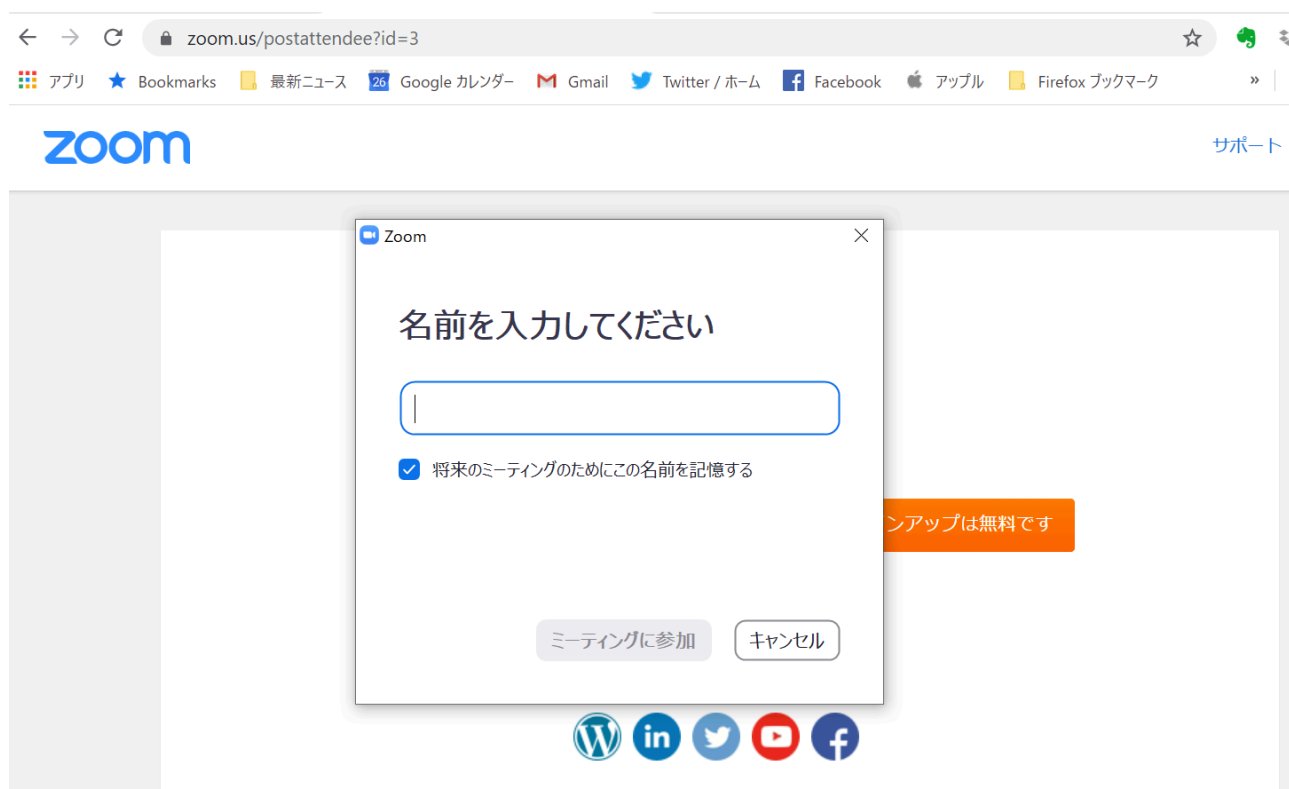 zoom.us/postattendee?id=3
アプリ Bookmarks 最新ニュース 26 Google カレンダー Gmail Twitter / ホーム Facebook アップル Firefox ブックマーク »
zoom
サポート
Zoom
名前を入力してください
将来のミーティングのためにこの名前を記憶する
ンアップは無料です
ミーティングに参加 キャンセル